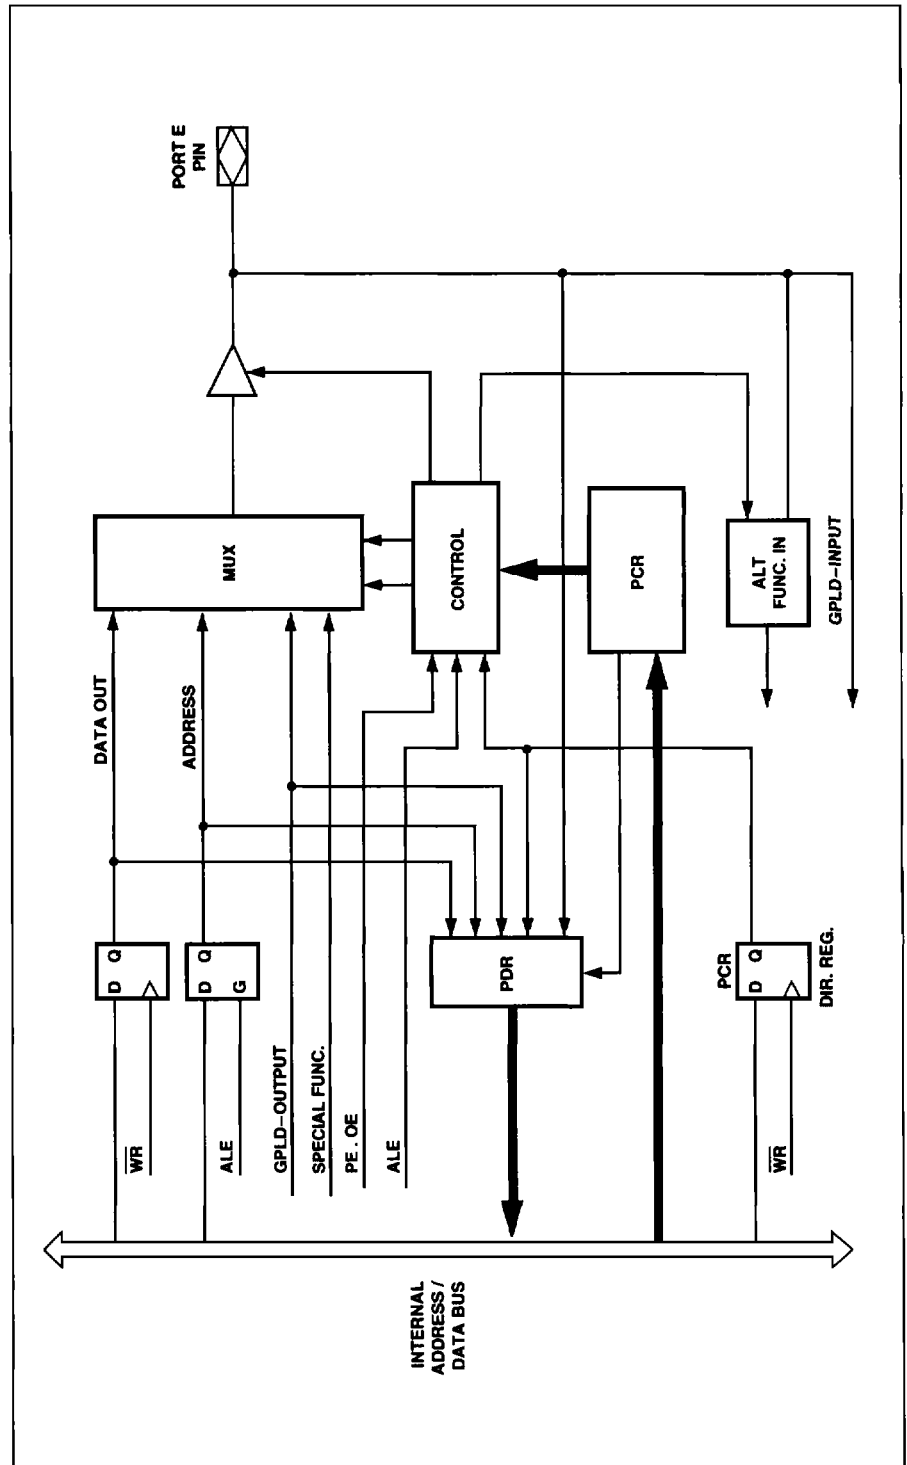 INTERNAL
ADDRESS /
DATA BUS
WR
D Q
DATA OUT
ALE
D Q
G
ADDRESS
GPLD–OUTPUT
SPECIAL FUNC.
PE . OE
ALE
MUX
PORT E
PIN
CONTROL
PDR
PCR
WR
PCR
D Q
DIR. REG.
ALT
FUNC. IN
GPLD–INPUT